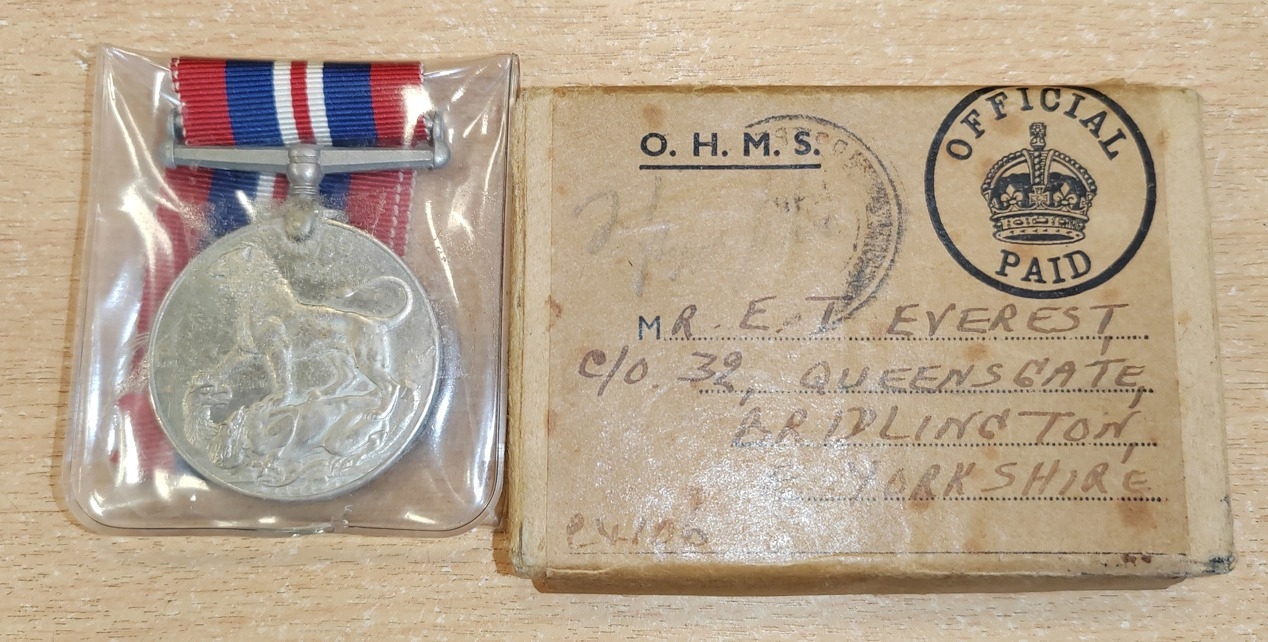 O. H. M. S.
OFFICIAL
PAID
MR. E. T. EVEREST,
C/O. 32, QUEENSGATE,
BRIDLINGTON,
YORKSHIRE